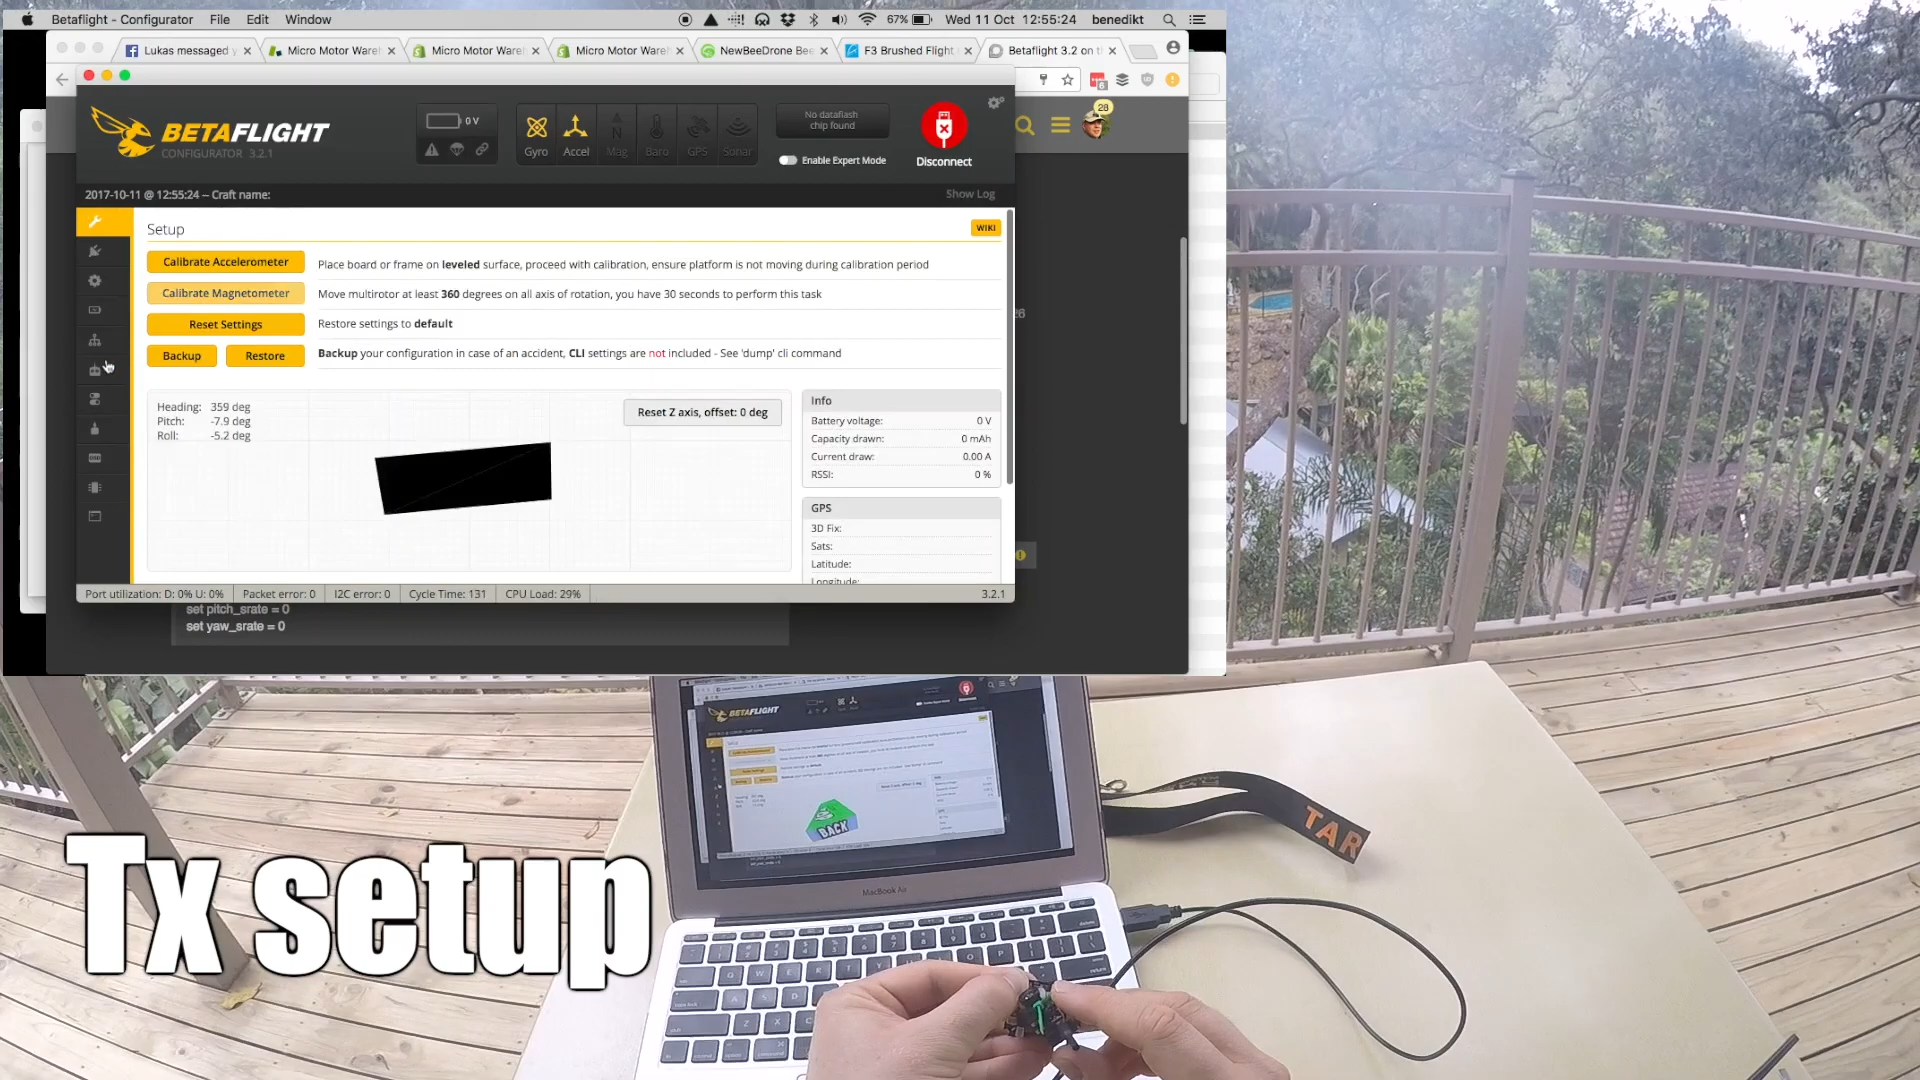 Betaflight - Configurator File Edit Window 67% Wed 11 Oct 12:55:24 benedikt
Lukas messaged y Micro Motor Ware Micro Motor Ware Micro Motor Ware NewBeeDrone Bee F3 Brushed Flight Betaflight 3.2 on t
BETAFLIGHT
CONFIGURATOR 3.2.1
0 V
Gyro Accel Mag Baro GPS Sonar
No dataflash
chip found
Enable Expert Mode
Disconnect
6
28
2017-10-11 @ 12:55:24 -- Craft name:
Show Log
Setup
WIKI
Calibrate Accelerometer
Place board or frame on leveled surface, proceed with calibration, ensure platform is not moving during calibration period
Calibrate Magnetometer
Move multirotor at least 360 degrees on all axis of rotation, you have 30 seconds to perform this task
Reset Settings
Restore settings to default
Backup Restore
Backup your configuration in case of an accident, CLI settings are not included - See 'dump' cli command
Heading: 359 deg
Pitch: -7.9 deg
Roll: -5.2 deg
Reset Z axis, offset: 0 deg
Info
Battery voltage: 0 V
Capacity drawn: 0 mAh
Current draw: 0.00 A
RSSI: 0 %
GPS
3D Fix:
Sats:
Latitude:
Longitude:
Port utilization: D: 0% U: 0% Packet error: 0 I2C error: 0 Cycle Time: 131 CPU Load: 29% 3.2.1
set pitch_srate = 0
set yaw_srate = 0
BETAFLIGHT
BACK
MacBook Air
TAR
Tx setup